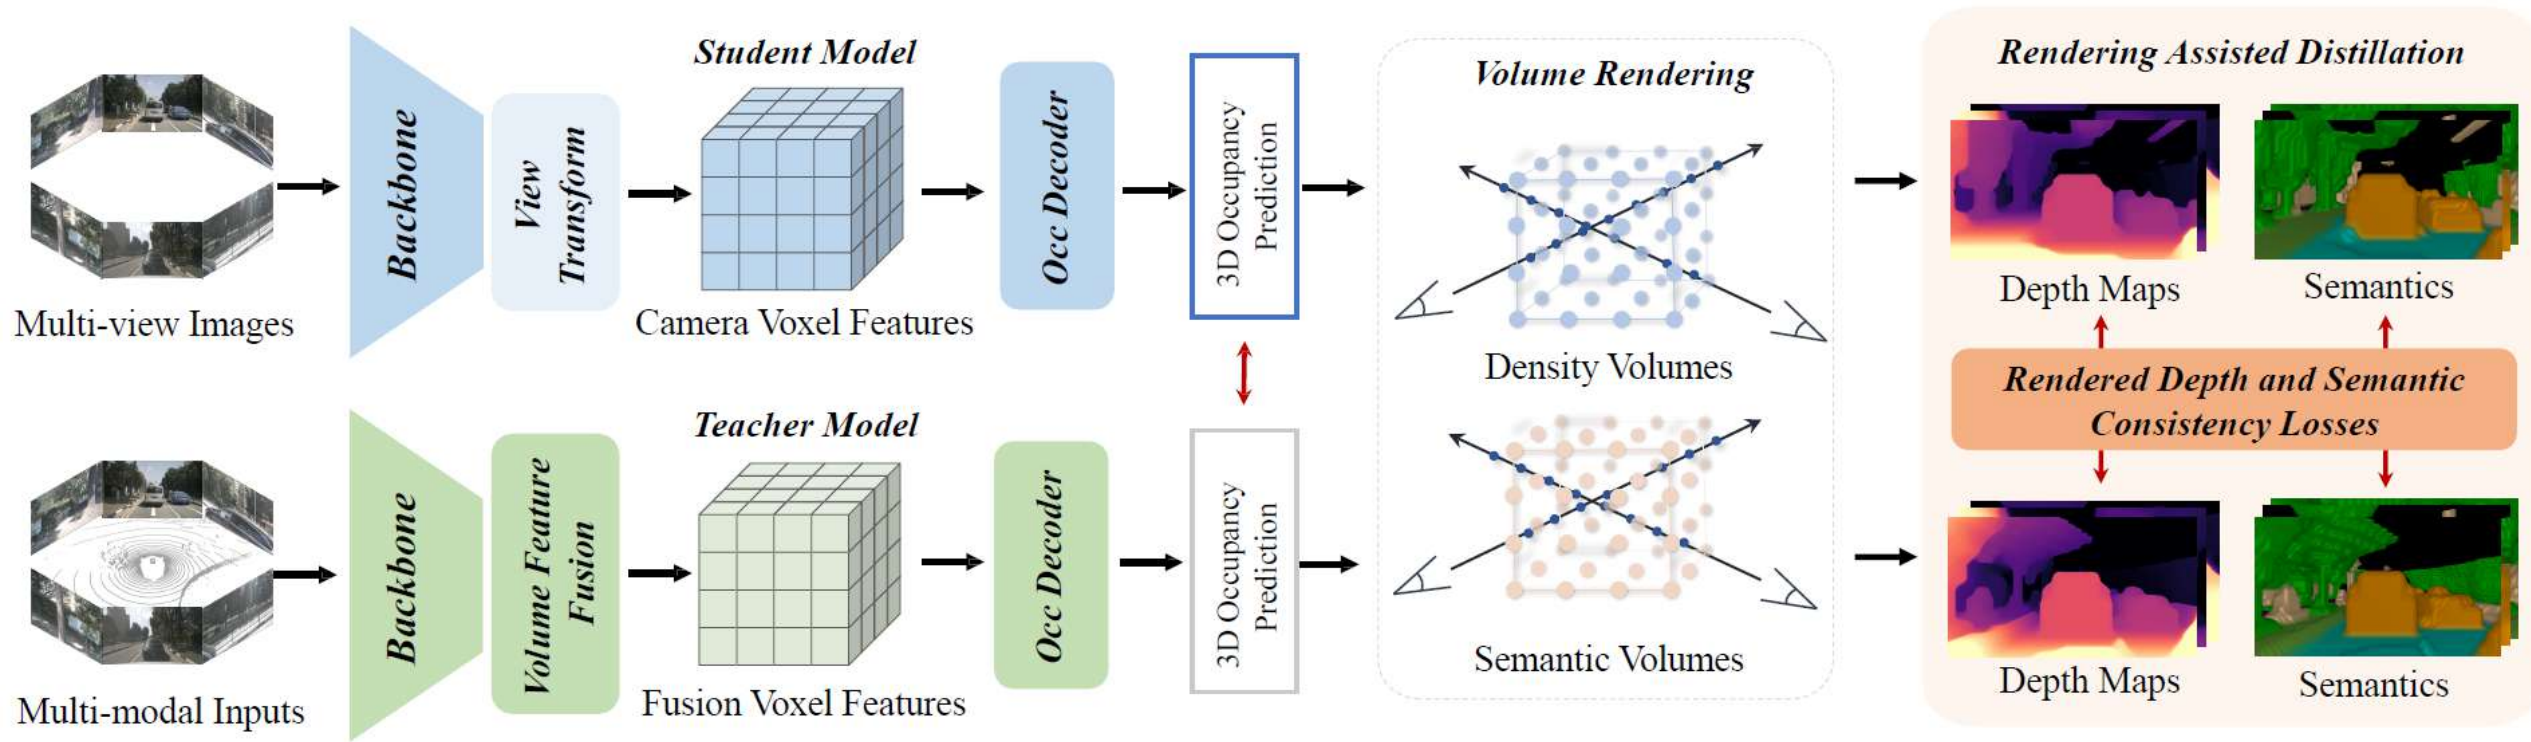 Multi-view Images
Backbone
View
Transform
Student Model
Camera Voxel Features
Occ Decoder
3D Occupancy
Prediction
Volume Rendering
Density Volumes
Semantic Volumes
Rendering Assisted Distillation
Depth Maps
Semantics
Rendered Depth and Semantic
Consistency Losses
Depth Maps
Semantics
Multi-modal Inputs
Backbone
Volume Feature
Fusion
Teacher Model
Fusion Voxel Features
Occ Decoder
3D Occupancy
Prediction